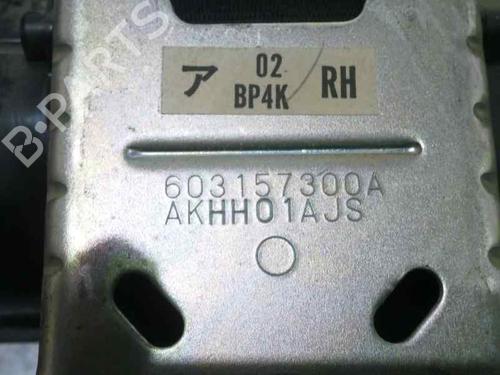 ア 02 RH
BP4K
603157300A
AKHH01AJS
B-PARTS